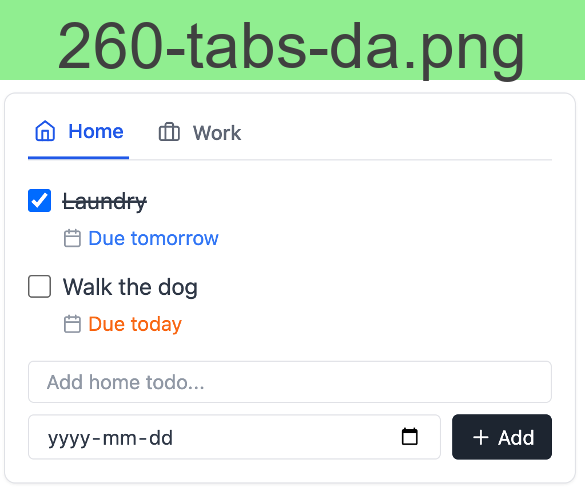 260-tabs-da.png
Home Work
Laundry
Due tomorrow
Walk the dog
Due today
Add home todo...
yyyy-mm-dd
+ Add